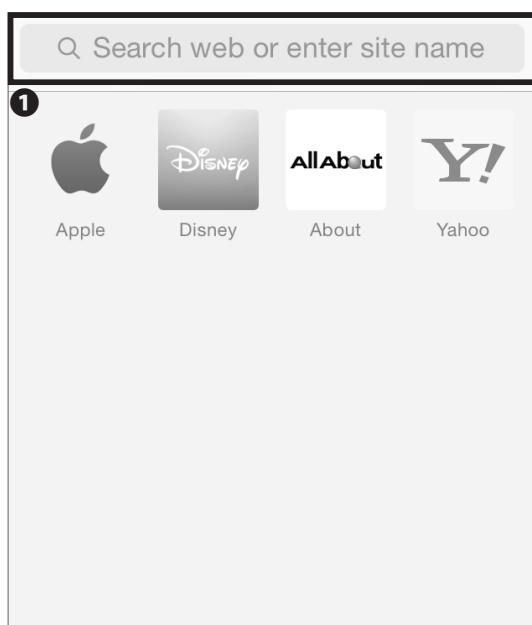 Search web or enter site name
1
Disney
AllAbout
Y!
Apple
Disney
About
Yahoo